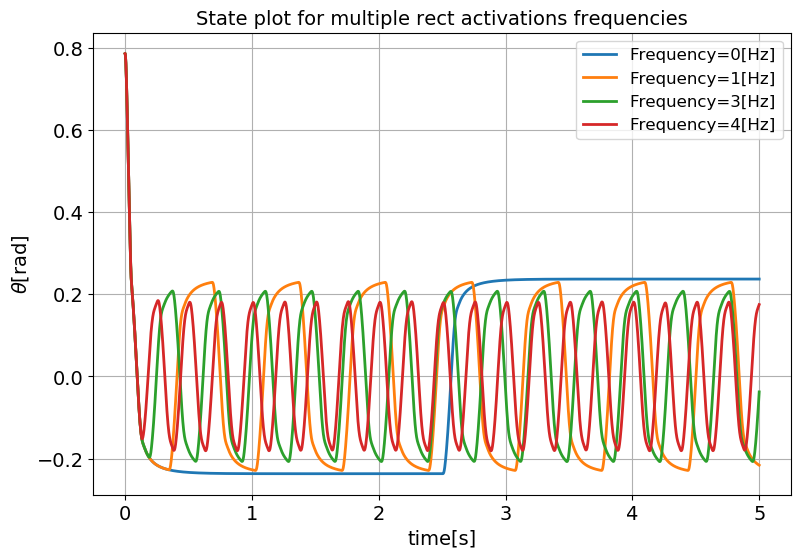 State plot for multiple rect activations frequencies
Frequency=0[Hz]
Frequency=1[Hz]
Frequency=3[Hz]
Frequency=4[Hz]
θ[rad]
0.8
0.6
0.4
0.2
0.0
−0.2
0 1 2 3 4 5
time[s]